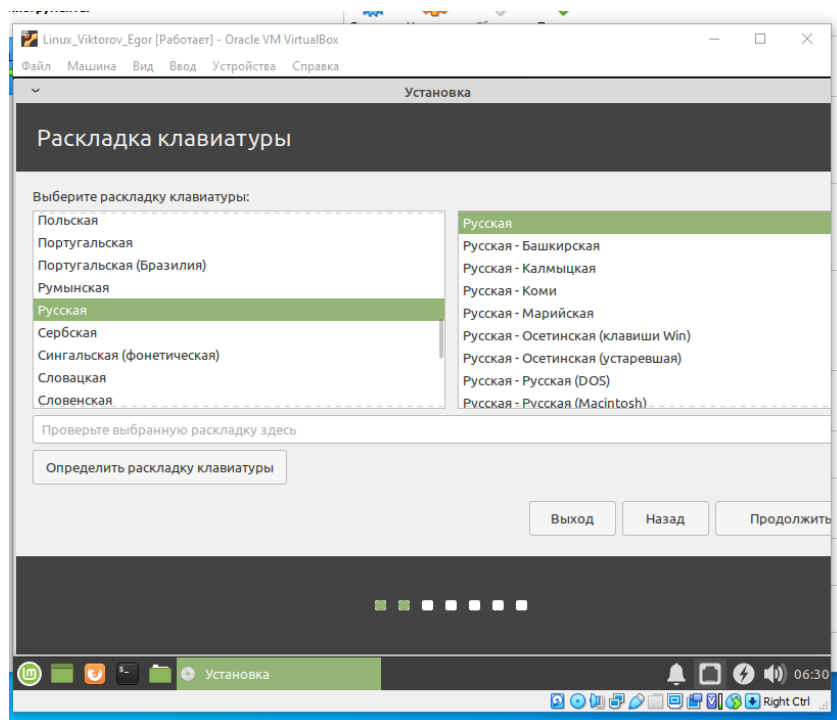 Linux_Viktorov_Egor [Работает] - Oracle VM VirtualBox
Файл Машина Вид Ввод Устройства Справка
Установка
Раскладка клавиатуры
Выберите раскладку клавиатуры:
Польская
Португальская
Португальская (Бразилия)
Румынская
Русская
Сербская
Сингальская (фонетическая)
Словацкая
Словенская
Русская
Русская - Башкирская
Русская - Калмыцкая
Русская - Коми
Русская - Марийская
Русская - Осетинская (клавиши Win)
Русская - Осетинская (устаревшая)
Русская - Русская (DOS)
Русская - Русская (Macintosh)
Проверьте выбранную раскладку здесь
Определить раскладку клавиатуры
Выход Назад Продолжить
Установка 06:30
Right Ctrl